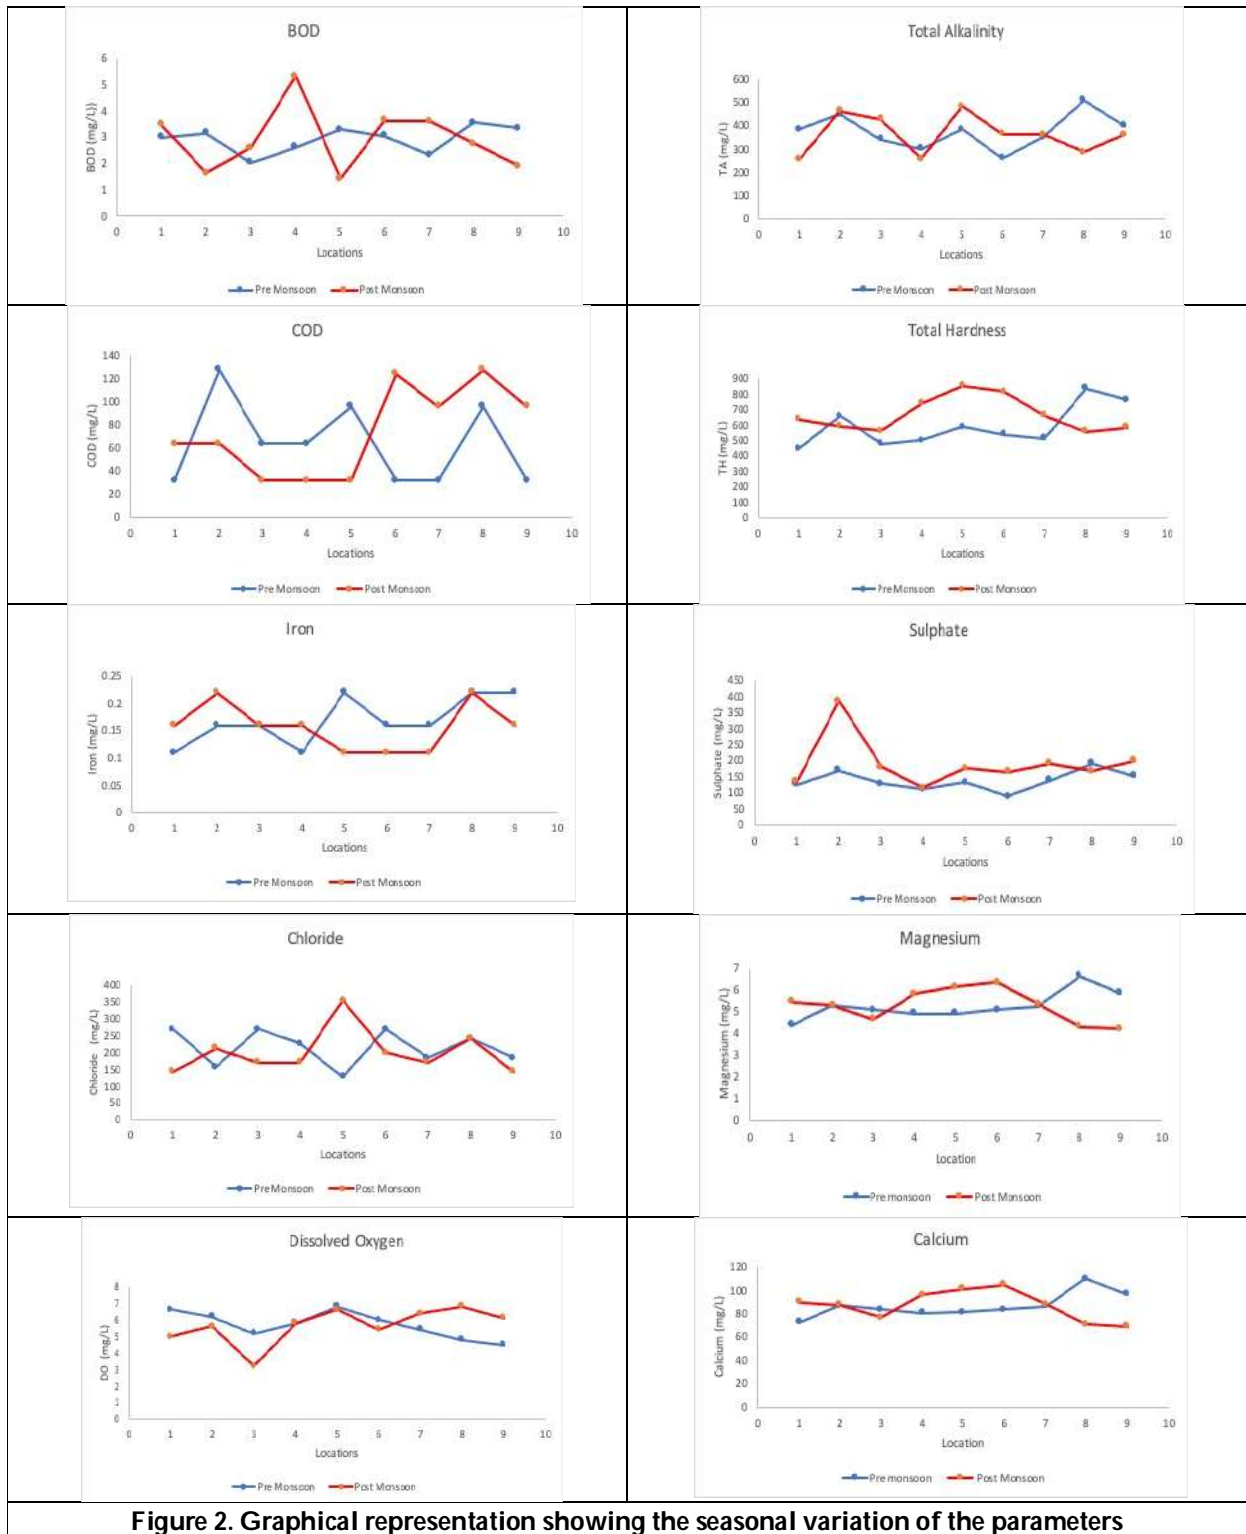 BOD
6
5
4
3
2
1
0
BOD (mg/L))
0 1 2 3 4 5 6 7 8 9 10
Locations
Pre Monsoon Post Monsoon
Total Alkalinity
600
500
400
300
200
100
0
TA (mg/L)
0 1 2 3 4 5 6 7 8 9 10
Locations
Pre Monsoon Post Monsoon
COD
140
120
100
80
60
40
20
0
COD (mg/L)
0 1 2 3 4 5 6 7 8 9 10
Locations
Pre Monsoon Post Monsoon
Total Hardness
900
800
700
600
500
400
300
200
100
0
TH (mg/L)
0 1 2 3 4 5 6 7 8 9 10
Locations
Pre Monsoon Post Monsoon
Iron
0.25
0.2
0.15
0.1
0.05
0
Iron (mg/L)
0 1 2 3 4 5 6 7 8 9 10
Locations
Pre Monsoon Post Monsoon
Sulphate
450
400
350
300
250
200
150
100
50
0
Sulphate (mg/L)
0 1 2 3 4 5 6 7 8 9 10
Locations
Pre Monsoon Post Monsoon
Chloride
400
350
300
250
200
150
100
50
0
Chloride (mg/L)
0 1 2 3 4 5 6 7 8 9 10
Locations
Pre Monsoon Post Monsoon
Magnesium
7
6
5
4
3
2
1
0
Magnesium (mg/L)
0 1 2 3 4 5 6 7 8 9 10
Location
Pre monsoon Post Monsoon
Dissolved Oxygen
8
7
6
5
4
3
2
1
0
DO (mg/L)
0 1 2 3 4 5 6 7 8 9 10
Locations
Pre Monsoon Post Monsoon
Calcium
120
100
80
60
40
20
0
Calcium (mg/L)
0 1 2 3 4 5 6 7 8 9 10
Location
Pre monsoon Post Monsoon
Figure 2. Graphical representation showing the seasonal variation of the parameters